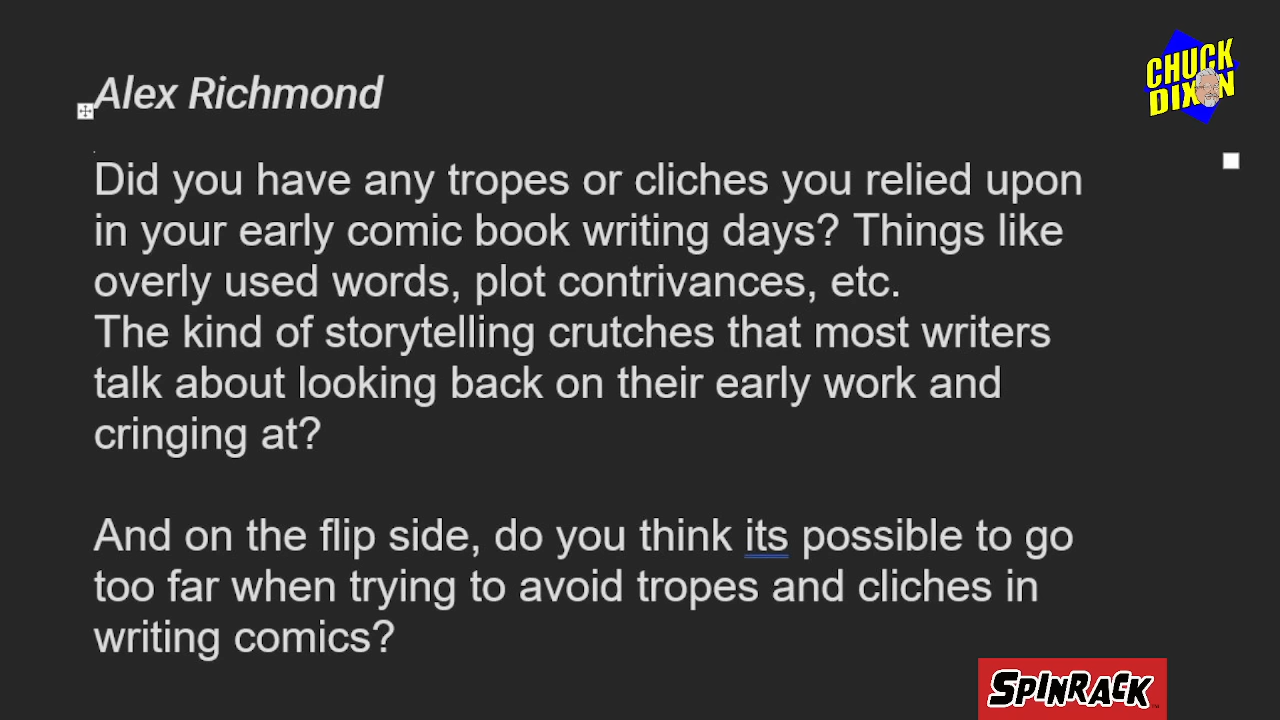 Alex Richmond
CHUCK
DIXON
Did you have any tropes or cliches you relied upon
in your early comic book writing days? Things like
overly used words, plot contrivances, etc.
The kind of storytelling crutches that most writers
talk about looking back on their early work and
cringing at?
And on the flip side, do you think its possible to go
too far when trying to avoid tropes and cliches in
writing comics?
SPINRACK